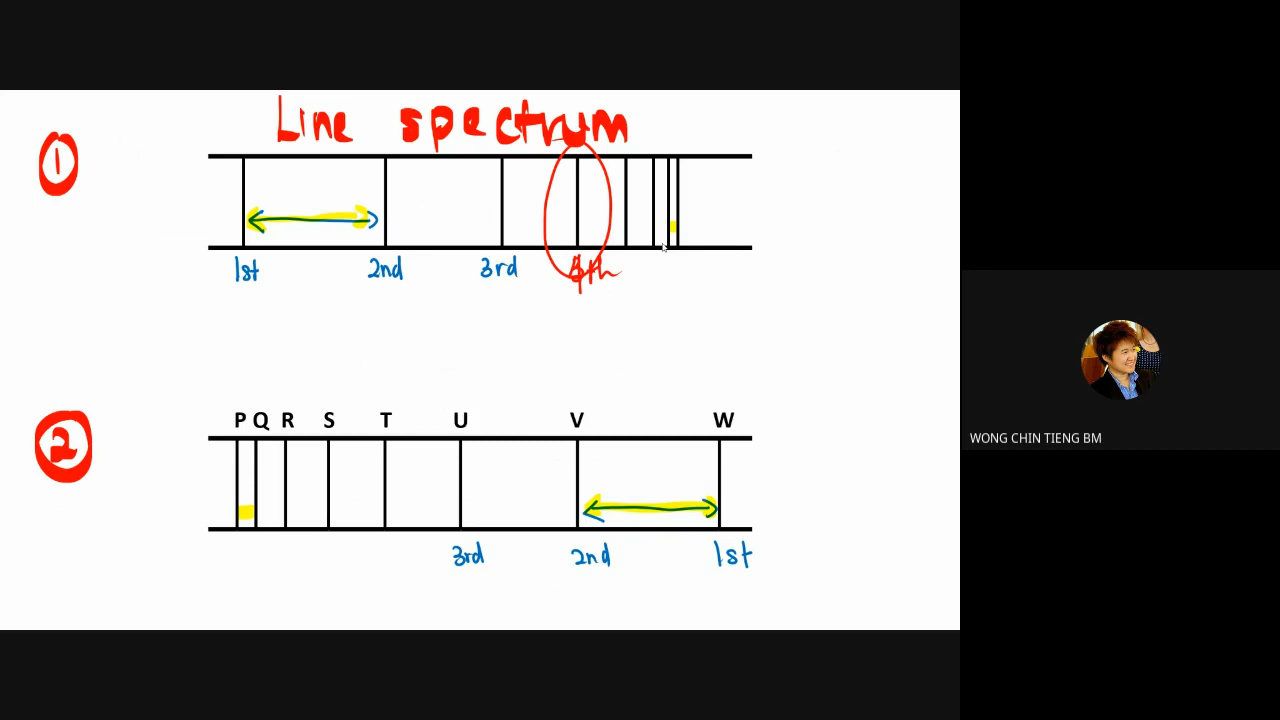 Line spectrum
1
1st 2nd 3rd 4th
WONG CHIN TIENG BM
P Q R S T U V W
2
3rd 2nd 1st